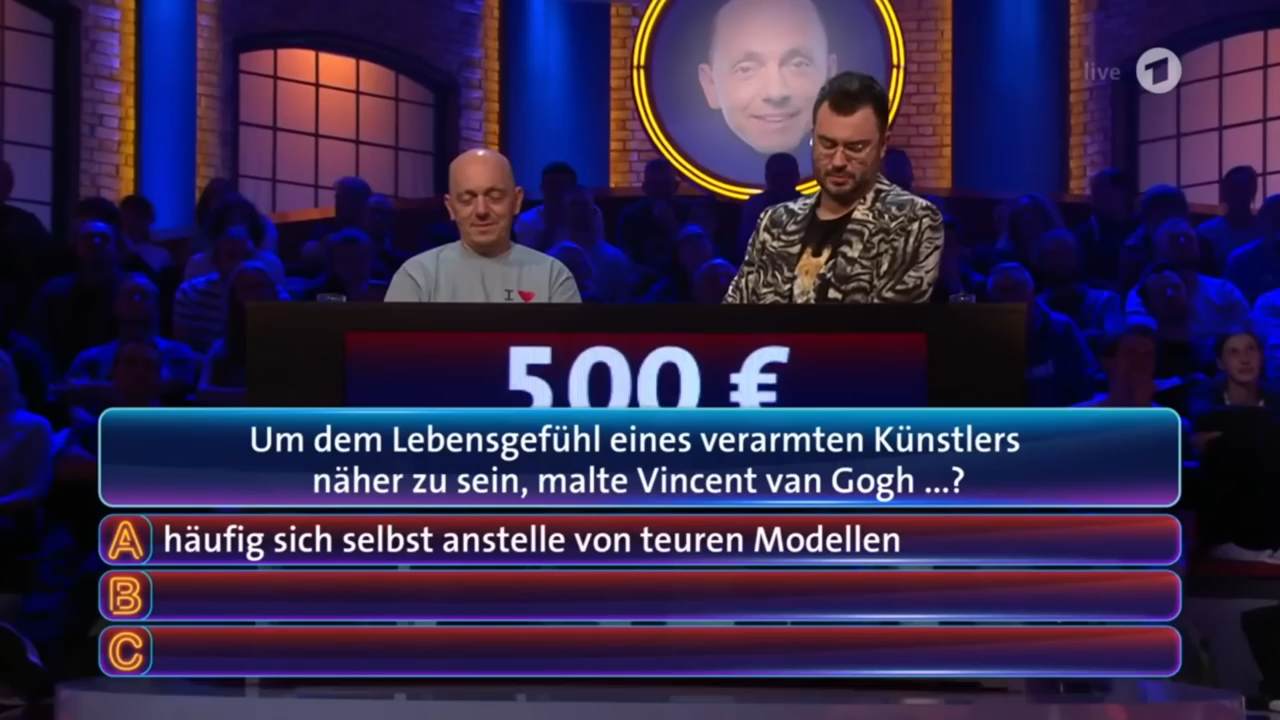 live 1
I ♥
500 €
Um dem Lebensgefühl eines verarmten Künstlers
näher zu sein, malte Vincent van Gogh ...?
A häufig sich selbst anstelle von teuren Modellen
B
C